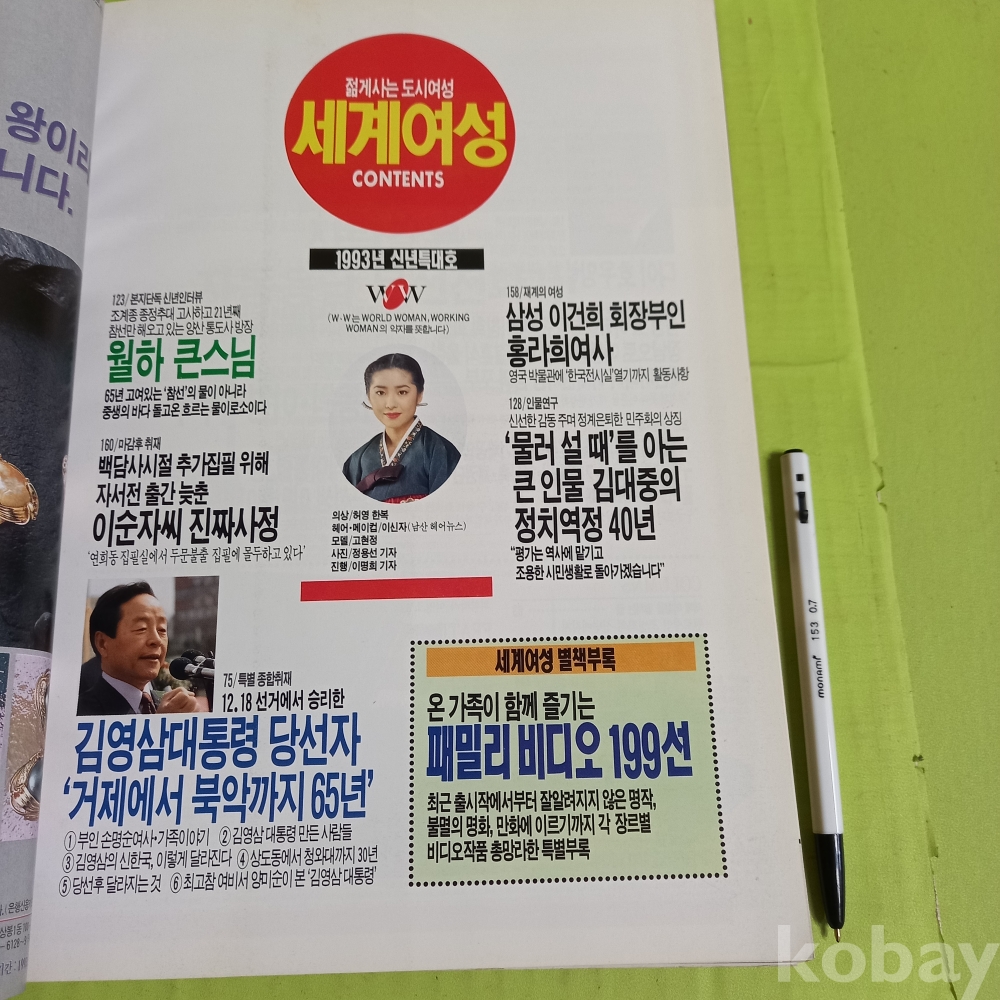 왕이
니다.
젊게사는 도시여성
세계여성
CONTENTS
1993년 신년특대호
WW
(W·W는 WORLD WOMAN, WORKING
WOMAN의 약자를 뜻합니다)
123/본지단독 신년인터뷰
조계종 종정추대 고사하고 21년째
참선만 해오고 있는 양산 통도사 방장
월하 큰스님
65년 고여있는 '참선'의 물이 아니라
중생의 바다 돌고온 흐르는 물이로소이다
160/마감후 취재
백담사시절 추가집필 위해
자서전 출간 늦춘
이순자씨 진짜사정
'연희동 집필실에서 두문불출 집필에 몰두하고 있다'
의상/허영 한복
헤어·메이컵/이신자(남산 헤어뉴스)
모델/고현정
사진/정용선 기자
진행/이명희 기자
158/재계의 여성
삼성 이건희 회장부인
홍라희여사
영국 박물관에 '한국전시실' 열기까지 활동사항
128/인물연구
신선한 감동 주며 정계은퇴한 민주화의 상징
'물러 설 때'를 아는
큰 인물 김대중의
정치역정 40년
"평가는 역사에 맡기고
조용한 시민생활로 돌아가겠습니다"
75/특별 종합취재
12.18 선거에서 승리한
김영삼대통령 당선자
'거제에서 북악까지 65년'
① 부인 손명순여사·가족이야기 ② 김영삼 대통령 만든 사람들
③ 김영삼의 신한국, 이렇게 달라진다 ④ 상도동에서 청와대까지 30년
⑤ 당선후 달라지는 것 ⑥ 최고참 여비서 양미순이 본 '김영삼 대통령'
세계여성 별책부록
온 가족이 함께 즐기는
패밀리 비디오 199선
최근 출시작에서부터 잘알려지지 않은 명작,
불멸의 명화, 만화에 이르기까지 각 장르별
비디오작품 총망라한 특별부록
monami 153 0.7
kobay